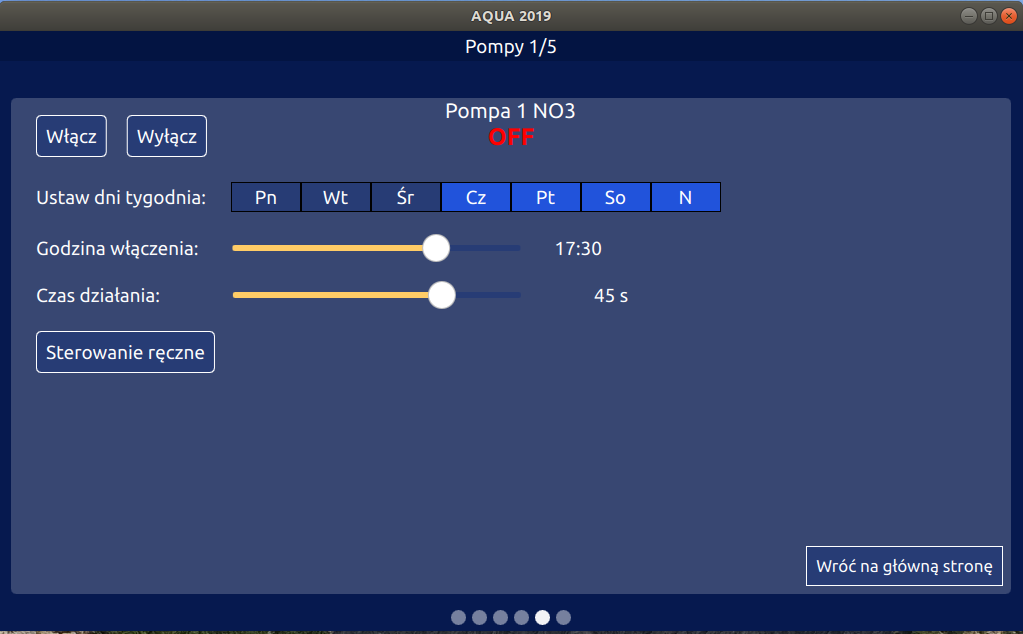 AQUA 2019
Pompy 1/5
Pompa 1 NO3
OFF
Włącz Wyłącz
Ustaw dni tygodnia: Pn Wt Śr Cz Pt So N
Godzina włączenia: 17:30
Czas działania: 45 s
Sterowanie ręczne
Wróć na główną stronę